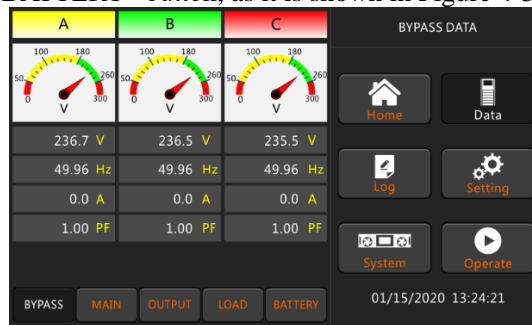 BATTERY" button, as it is shown in Figure 4-3
A B C BYPASS DATA
100 180 100 180 100 180
50 260 50 260 50 260
0 300 0 300 0 300
V V V
Home Data
236.7 V 236.5 V 235.5 V
49.96 Hz 49.96 Hz 49.96 Hz
0.0 A 0.0 A 0.0 A
1.00 PF 1.00 PF 1.00 PF
Log Setting
System Operate
BYPASS MAIN OUTPUT LOAD BATTERY
01/15/2020 13:24:21